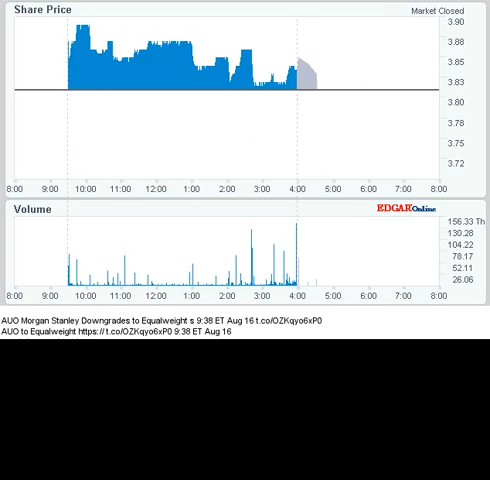 Share Price
Market Closed
3.90
3.88
3.85
3.83
3.80
3.78
3.75
3.72
8:00 9:00 10:00 11:00 12:00 1:00 2:00 3:00 4:00 5:00 6:00 7:00 8:00
Volume
EDGAR Online
156.33 Th
130.28
104.22
78.17
52.11
26.06
8:00 9:00 10:00 11:00 12:00 1:00 2:00 3:00 4:00 5:00 6:00 7:00 8:00
AUO Morgan Stanley Downgrades to Equalweight s 9:38 ET Aug 16 t.co/OZKqyo6xP0
AUO to Equalweight https://t.co/OZKqyo6xP0 9:38 ET Aug 16